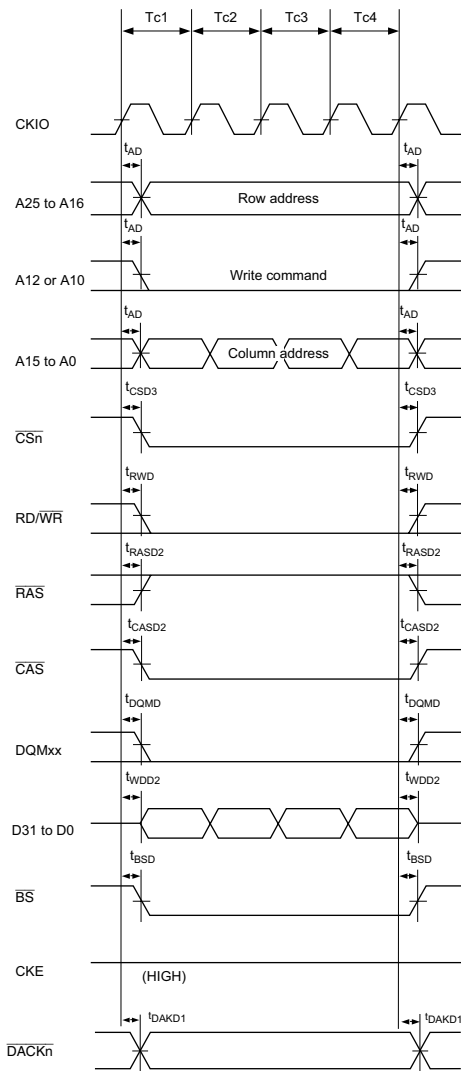 Tc1 Tc2 Tc3 Tc4
CKIO
tAD tAD
A25 to A16 Row address
tAD tAD
A12 or A10 Write command
tAD tAD
A15 to A0 Column address
tCSD3 tCSD3
CSn
tRWD tRWD
RD/WR
tRASD2 tRASD2
RAS
tCASD2 tCASD2
CAS
tDQMD tDQMD
DQMxx
tWDD2 tWDD2
D31 to D0
tBSD tBSD
BS
CKE (HIGH)
tDAKD1 tDAKD1
DACKn